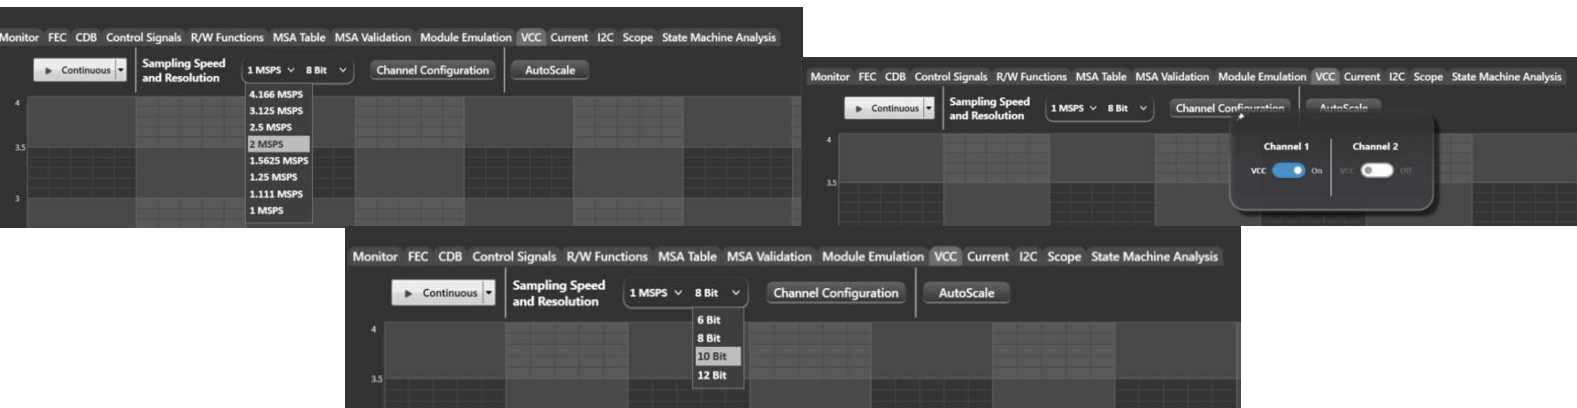 Monitor FEC CDB Control Signals R/W Functions MSA Table MSA Validation Module Emulation VCC Current I2C Scope State Machine Analysis
Continuous
Sampling Speed
and Resolution
1 MSPS 8 Bit
Channel Configuration
AutoScale
4.166 MSPS
3.125 MSPS
2.5 MSPS
2 MSPS
1.5625 MSPS
1.25 MSPS
1.111 MSPS
1 MSPS
4
3.5
3
Monitor FEC CDB Control Signals R/W Functions MSA Table MSA Validation Module Emulation VCC Current I2C Scope State Machine Analysis
Continuous
Sampling Speed
and Resolution
1 MSPS 8 Bit
Channel Configuration
AutoScale
Channel 1 Channel 2
VCC On VCC Off
4
3.5
Monitor FEC CDB Control Signals R/W Functions MSA Table MSA Validation Module Emulation VCC Current I2C Scope State Machine Analysis
Continuous
Sampling Speed
and Resolution
1 MSPS 8 Bit
Channel Configuration
AutoScale
6 Bit
8 Bit
10 Bit
12 Bit
4
3.5